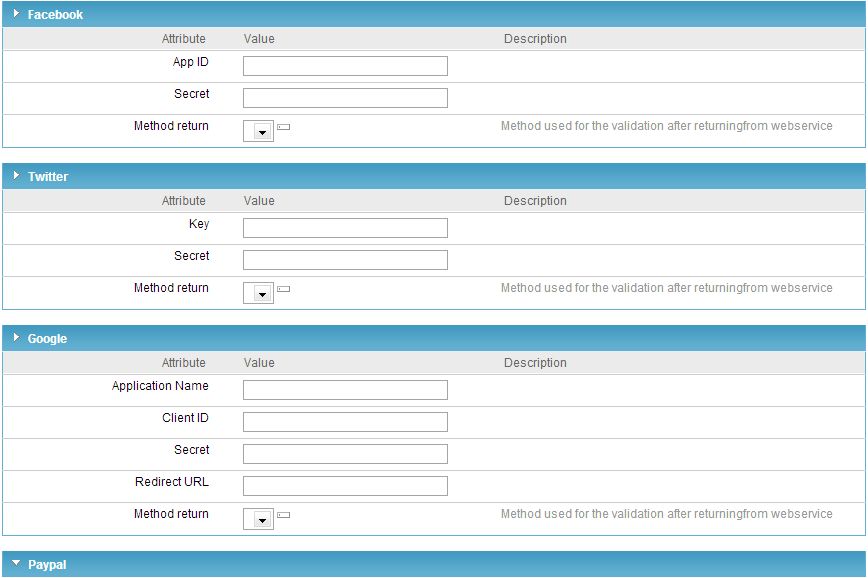 Facebook
Attribute Value Description
App ID
Secret
Method return Method used for the validation after returningfrom webservice
Twitter
Attribute Value Description
Key
Secret
Method return Method used for the validation after returningfrom webservice
Google
Attribute Value Description
Application Name
Client ID
Secret
Redirect URL
Method return Method used for the validation after returningfrom webservice
Paypal